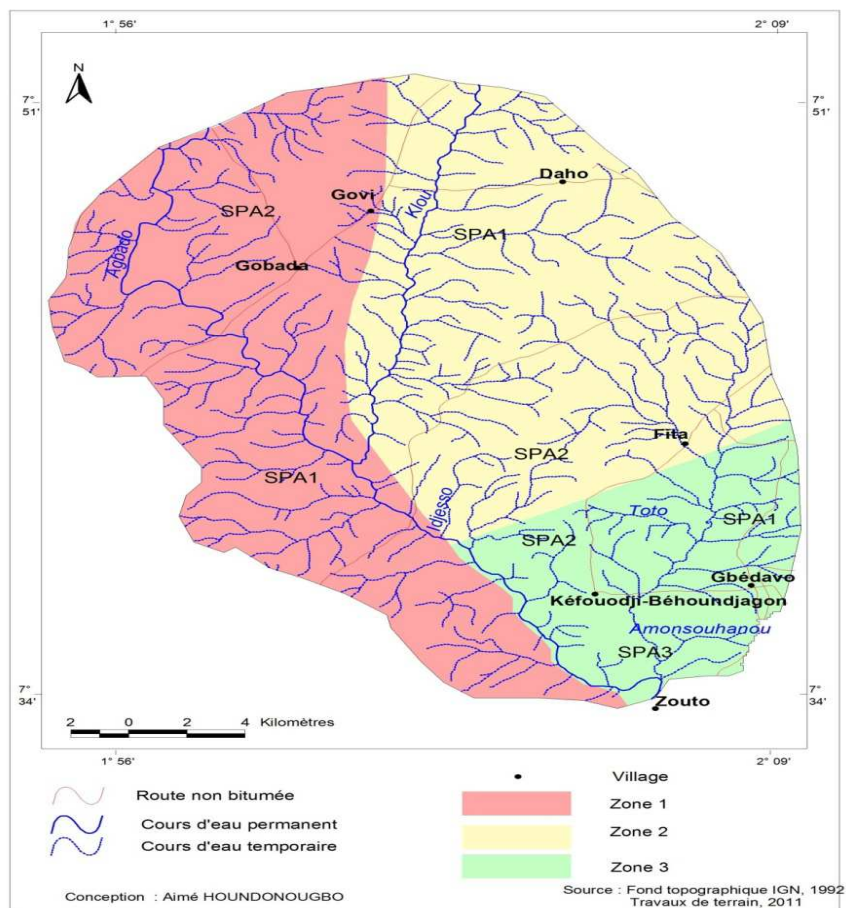 1° 56'
2° 09'
N
7°
51'
7°
51'
Daho
Govi
SPA2
Klou
SPA1
Agbado
Gobada
Fita
SPA2
SPA1
Idjesso
Toto
SPA1
SPA2
Gbédavo
Kéfouodji-Béhoundjagon
Amonsouhapou
SPA3
7°
34'
7°
34'
Zouto
2 0 2 4 Kilomètres
1° 56'
2° 09'
Route non bitumée
Cours d'eau permanent
Cours d'eau temporaire
Village
Zone 1
Zone 2
Zone 3
Conception : Aimé HOUNDONOUGBO
Source : Fond topographique IGN, 1992
Travaux de terrain, 2011